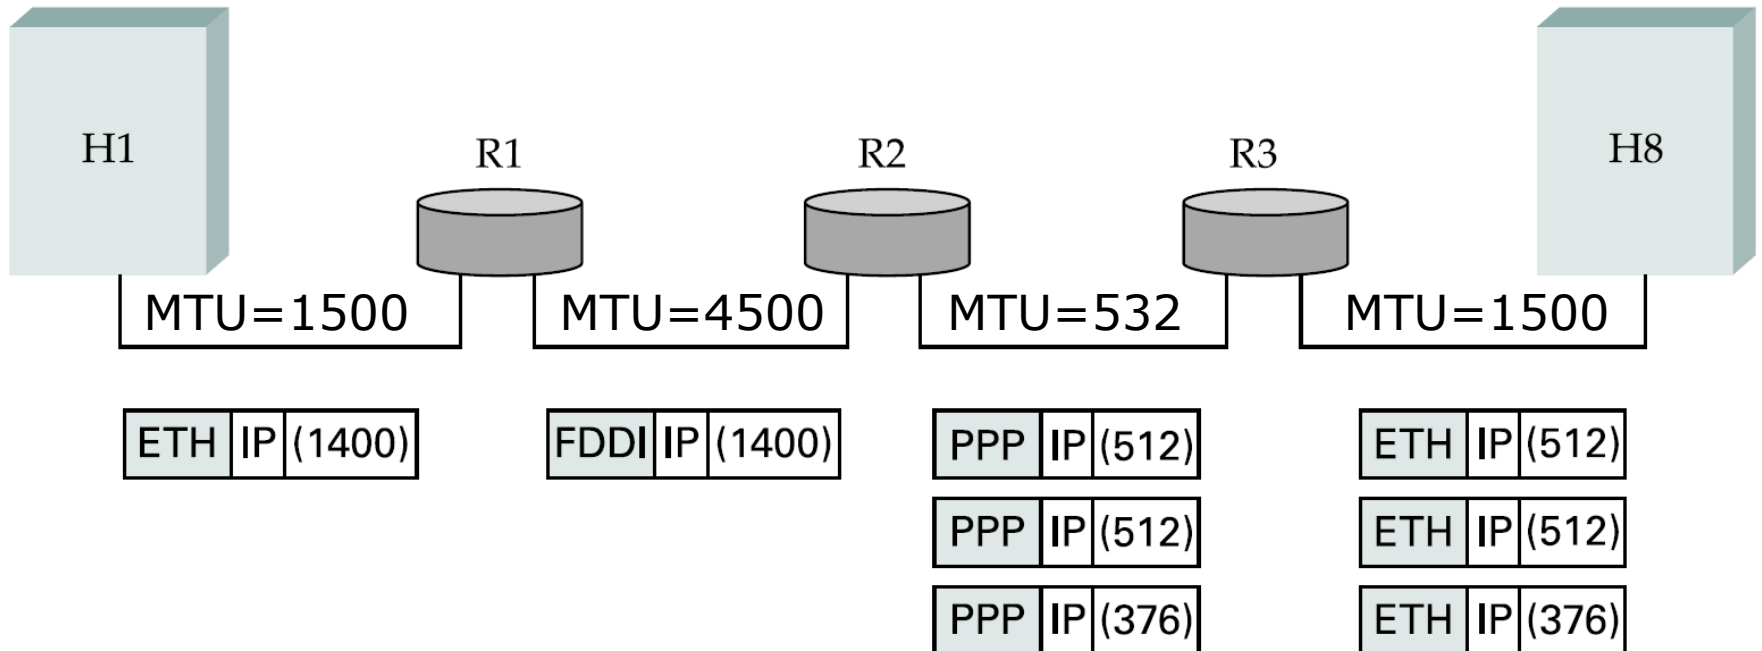 H1
R1
R2
R3
H8
MTU=1500
MTU=4500
MTU=532
MTU=1500
ETH IP (1400)
FDDI IP (1400)
PPP IP (512)
ETH IP (512)
PPP IP (512)
ETH IP (512)
PPP IP (376)
ETH IP (376)